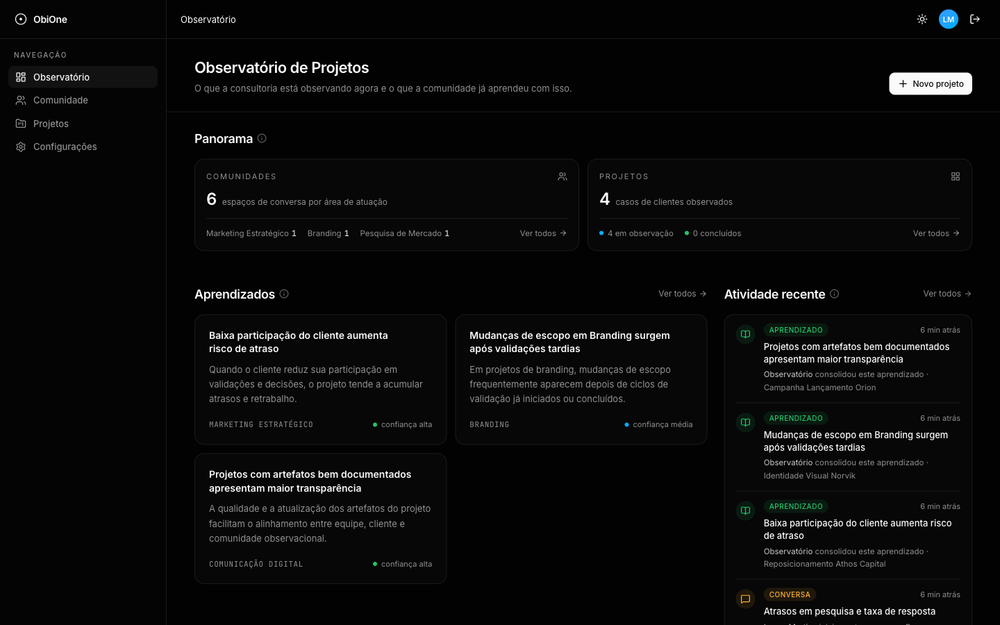 ObiOne
Observatório
LM
NAVEGAÇÃO
Observatório
Comunidade
Projetos
Configurações
Observatório de Projetos
O que a consultoria está observando agora e o que a comunidade já aprendeu com isso.
Novo projeto
Panorama
COMUNIDADES
6 espaços de conversa por área de atuação
Marketing Estratégico 1 Branding 1 Pesquisa de Mercado 1 Ver todos →
PROJETOS
4 casos de clientes observados
4 em observação 0 concluídos Ver todos →
Aprendizados
Ver todos →
Baixa participação do cliente aumenta
risco de atraso
Quando o cliente reduz sua participação em
validações e decisões, o projeto tende a acumular
atrasos e retrabalho.
MARKETING ESTRATÉGICO
confiança alta
Mudanças de escopo em Branding surgem
após validações tardias
Em projetos de branding, mudanças de escopo
frequentemente aparecem depois de ciclos de
validação já iniciados ou concluídos.
BRANDING
confiança média
Projetos com artefatos bem documentados
apresentam maior transparência
A qualidade e a atualização dos artefatos do projeto
facilitam o alinhamento entre equipe, cliente e
comunidade observacional.
COMUNICAÇÃO DIGITAL
confiança alta
Atividade recente
Ver todos →
APRENDIZADO 6 min atrás
Projetos com artefatos bem documentados
apresentam maior transparência
Observatório consolidou este aprendizado ·
Campanha Lançamento Orion
APRENDIZADO 6 min atrás
Mudanças de escopo em Branding surgem
após validações tardias
Observatório consolidou este aprendizado ·
Identidade Visual Norvik
APRENDIZADO 6 min atrás
Baixa participação do cliente aumenta risco
de atraso
Observatório consolidou este aprendizado ·
Reposicionamento Athos Capital
CONVERSA 6 min atrás
Atrasos em pesquisa e taxa de resposta